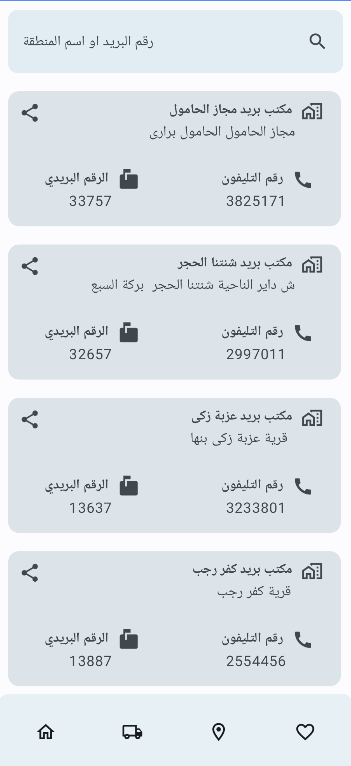 رقم البريد او اسم المنطقة
مكتب بريد مجاز الحامول
مجاز الحامول الحامول برارى
رقم التليفون
الرقم البريدي
3825171
33757
مكتب بريد شنتنا الحجر
ش داير الناحية شنتنا الحجر بركة السبع
رقم التليفون
الرقم البريدي
2997011
32657
مكتب بريد عزبة زكى
قرية عزبة زكى بنها
رقم التليفون
الرقم البريدي
3233801
13637
مكتب بريد كفر رجب
قرية كفر رجب
رقم التليفون
الرقم البريدي
2554456
13887